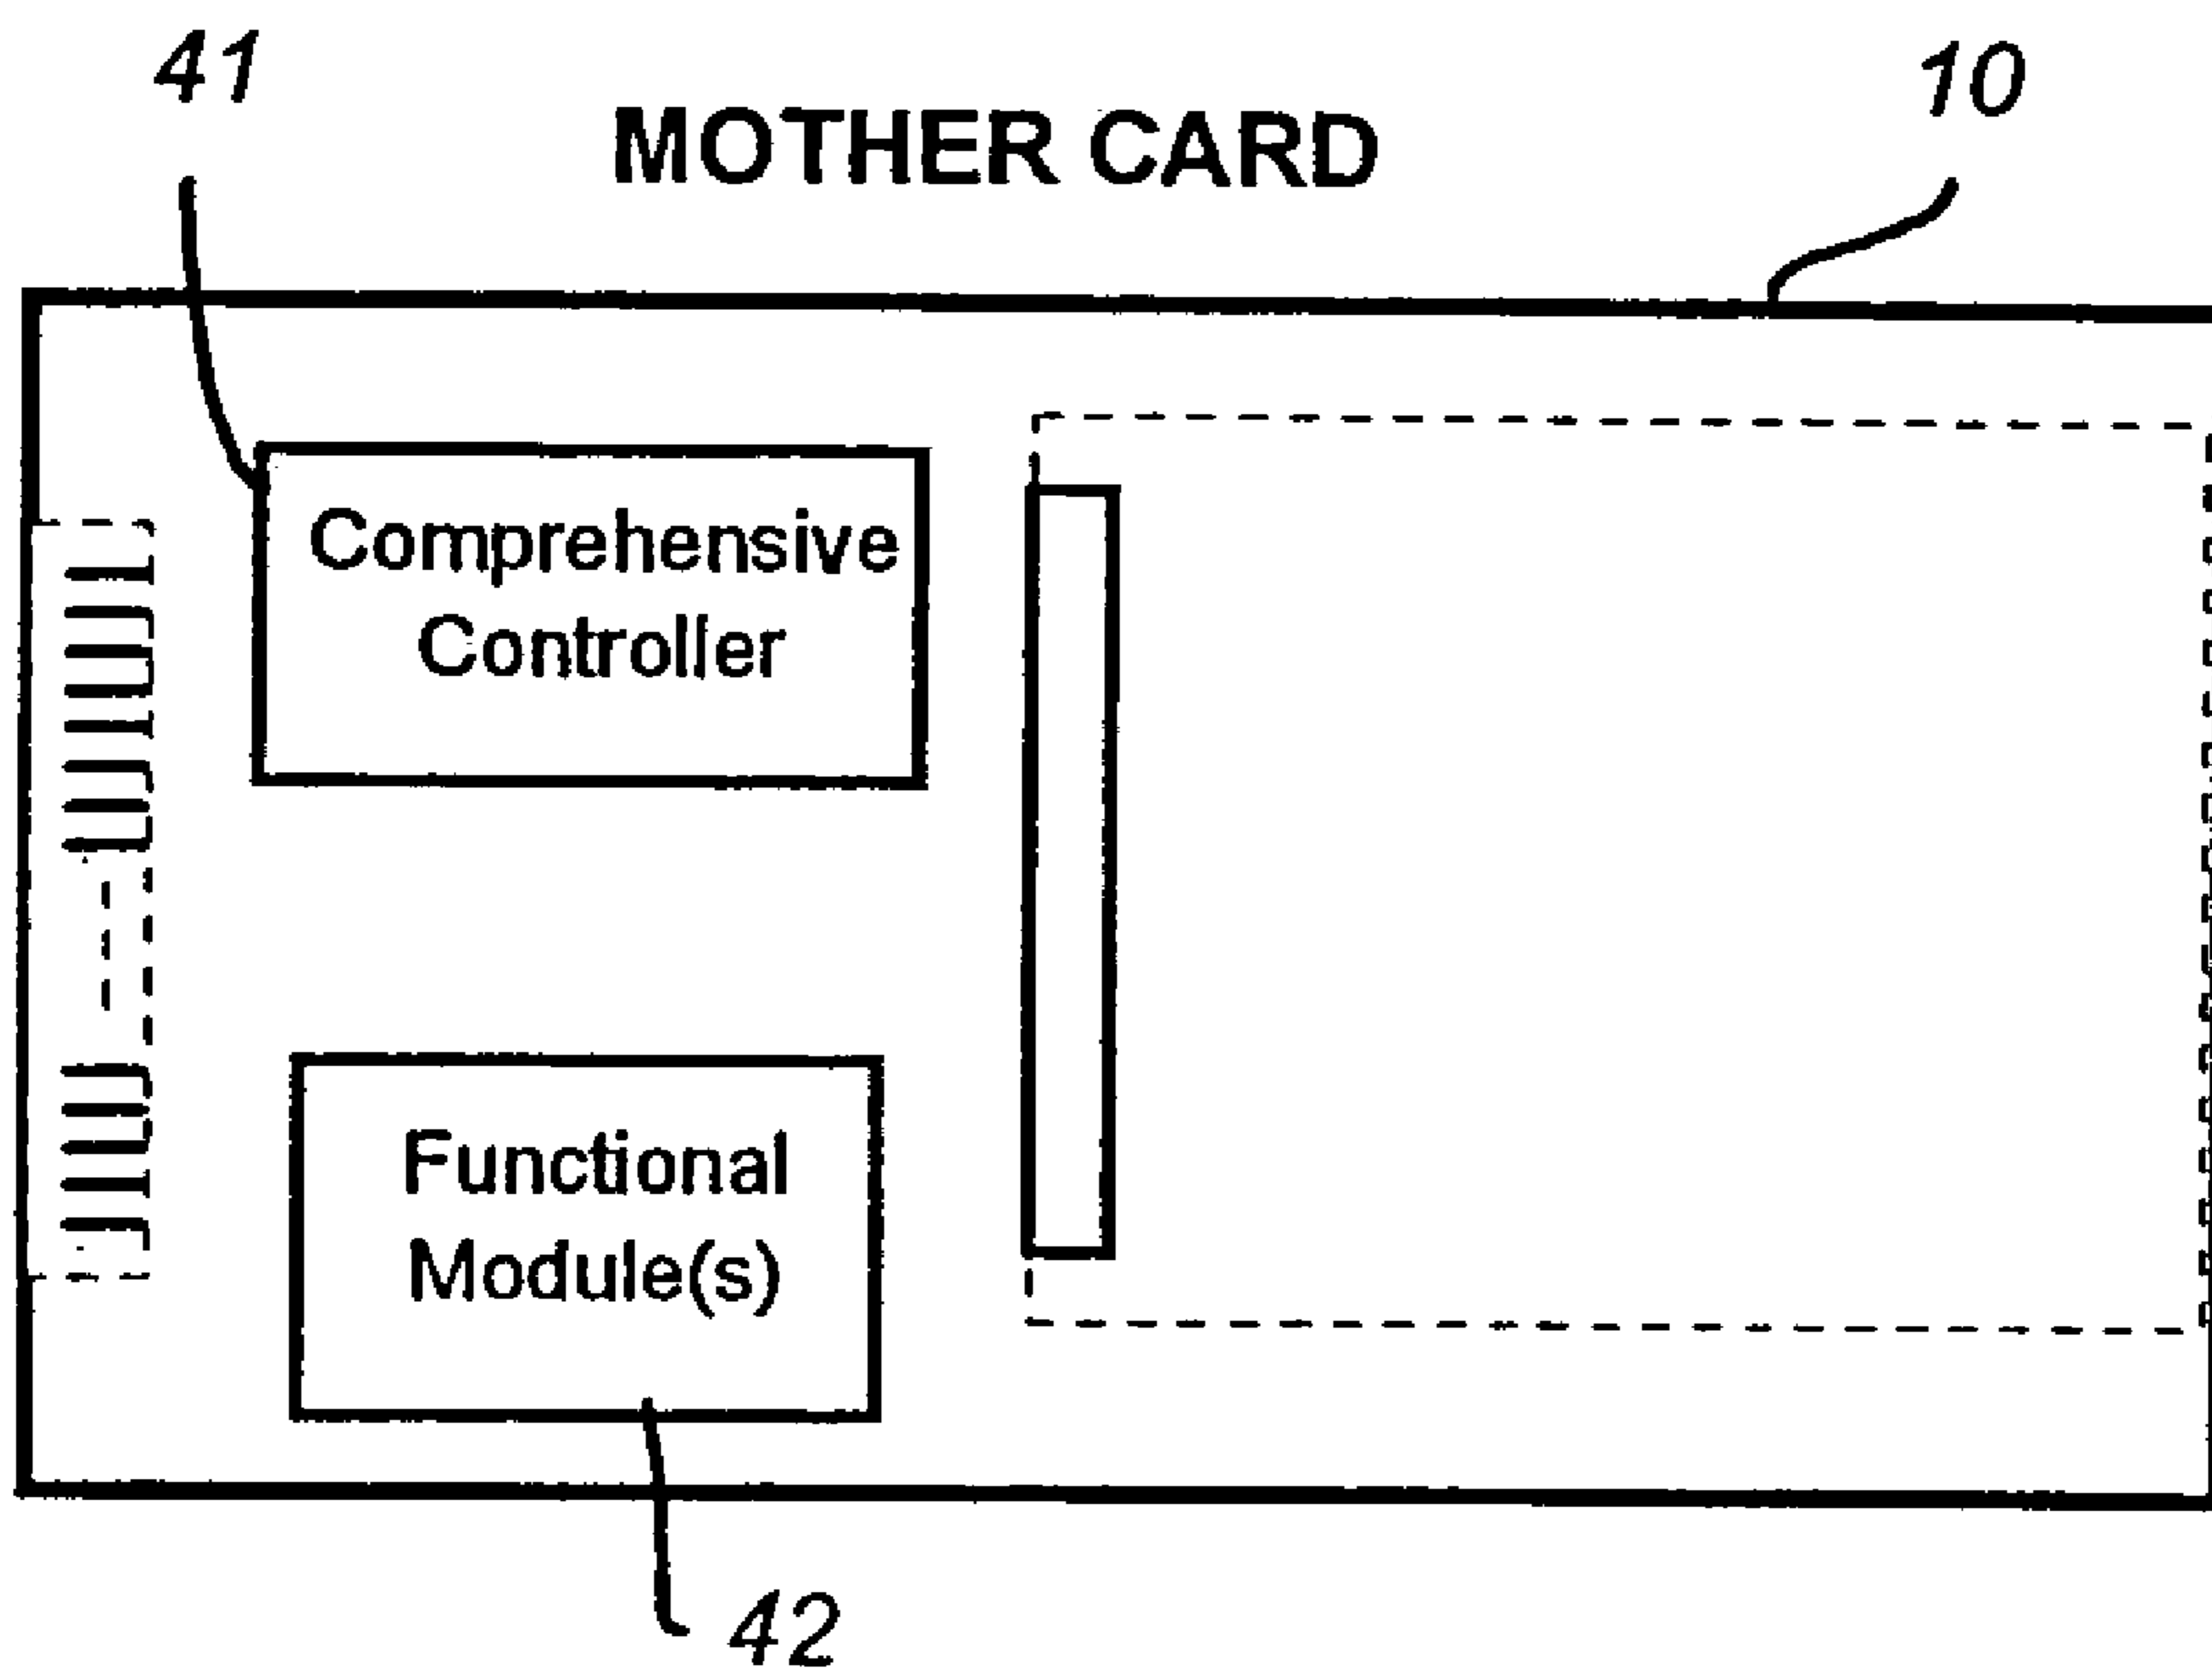 41
10
MOTHER CARD
Comprehensive
Controller
Functional
Module(s)
42